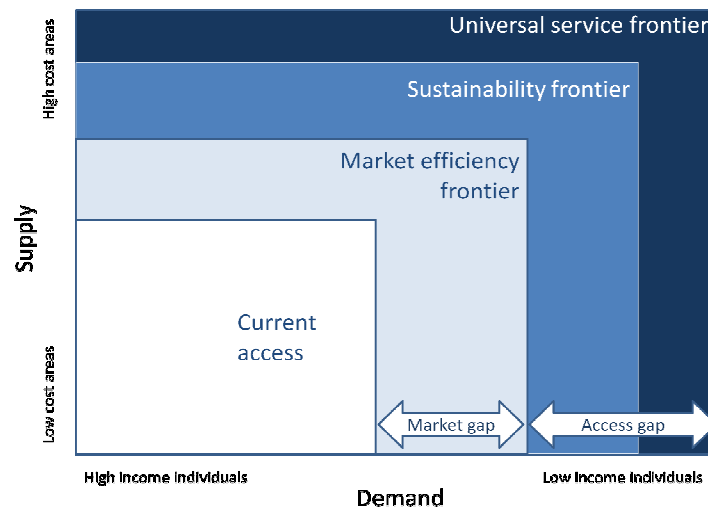 Universal service frontier
High cost areas
Sustainability frontier
Market efficiency
frontier
Supply
Current
access
Low cost areas
Market gap
Access gap
High income individuals
Low income individuals
Demand